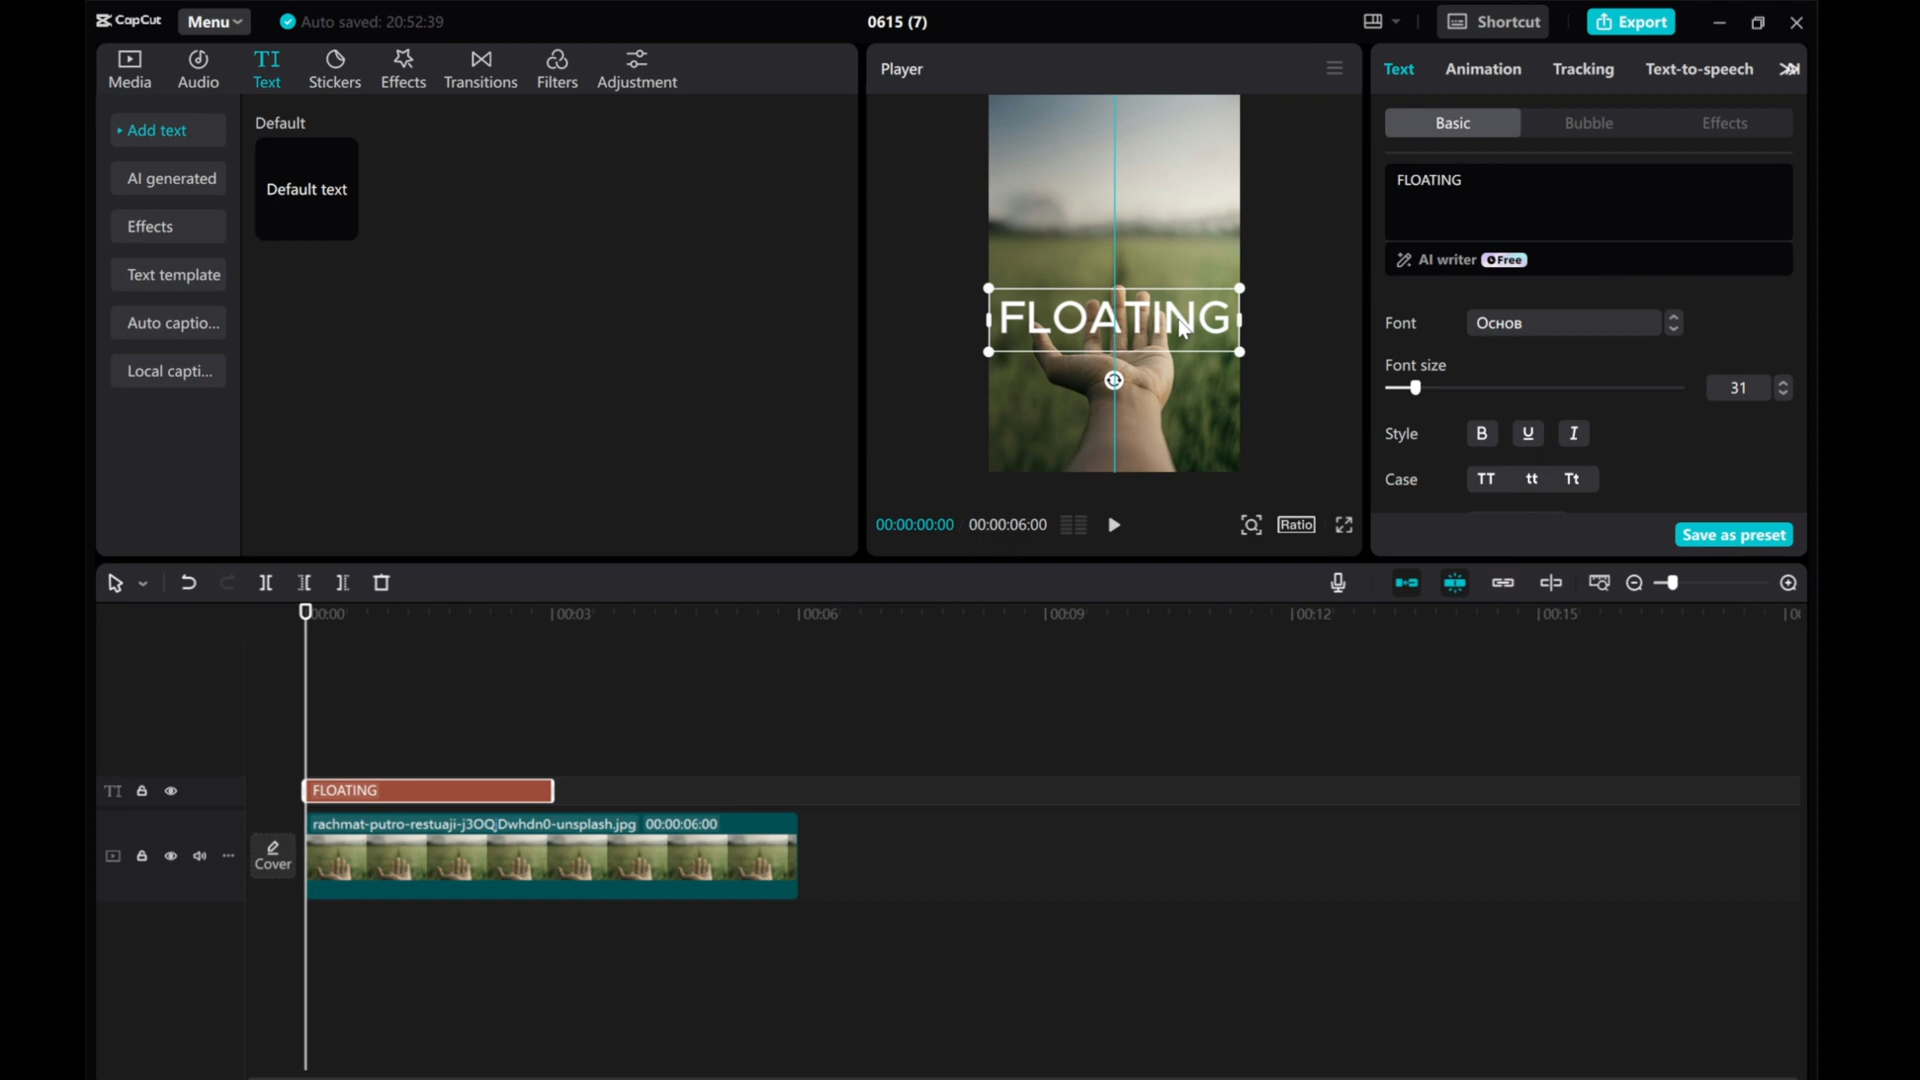 CapCut
Menu
Auto saved: 20:52:39
0615 (7)
Shortcut
Export
Media
Audio
TI
Text
Stickers
Effects
Transitions
Filters
Adjustment
Add text
AI generated
Effects
Text template
Auto captio...
Local capti...
Default
Default text
Player
FLOATING
00:00:00:00
00:00:06:00
Ratio
Text
Animation
Tracking
Text-to-speech
Basic
Bubble
Effects
FLOATING
AI writer
Free
Font
Основ
Font size
31
Style
B U I
Case
TT tt Tt
Save as preset
00:00
00:03
00:06
00:09
00:12
00:15
TI
FLOATING
rachmat-putro-restuaji-j3OQjDwhdn0-unsplash.jpg 00:00:06:00
Cover